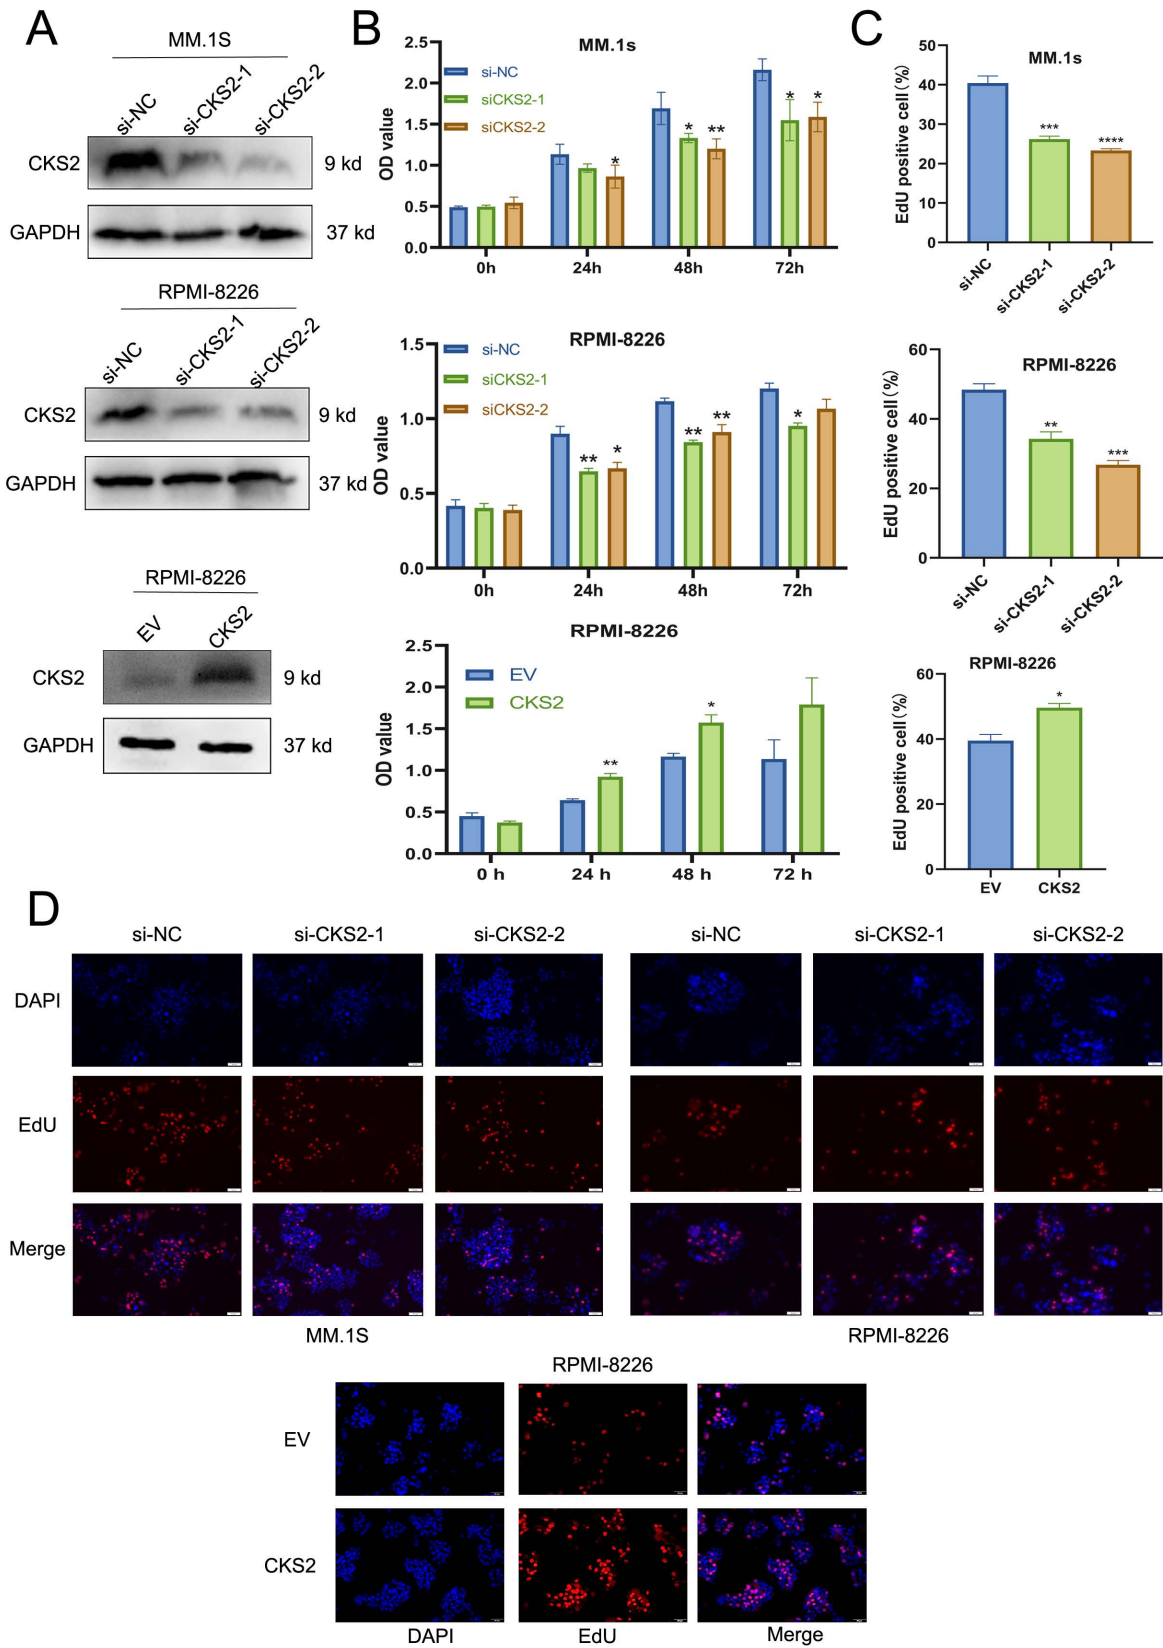 A
MM.1S
si-NC
si-CKS2-1
si-CKS2-2
CKS2
9 kd
GAPDH
37 kd
RPMI-8226
si-NC
si-CKS2-1
si-CKS2-2
CKS2
9 kd
GAPDH
37 kd
RPMI-8226
EV
CKS2
CKS2
9 kd
GAPDH
37 kd
B
MM.1s
OD value
2.5
2.0
1.5
1.0
0.5
0.0
si-NC
siCKS2-1
siCKS2-2
*
*
**
*
*
0h
24h
48h
72h
RPMI-8226
OD value
1.5
1.0
0.5
0.0
si-NC
siCKS2-1
siCKS2-2
**
*
**
**
*
0h
24h
48h
72h
RPMI-8226
OD value
2.5
2.0
1.5
1.0
0.5
0.0
EV
CKS2
**
*
0 h
24 h
48 h
72 h
C
MM.1s
EdU positive cell (%)
50
40
30
20
10
0
***
****
si-NC
si-CKS2-1
si-CKS2-2
RPMI-8226
EdU positive cell (%)
60
40
20
0
**
***
si-NC
si-CKS2-1
si-CKS2-2
RPMI-8226
EdU positive cell (%)
60
40
20
0
*
EV
CKS2
D
si-NC
si-CKS2-1
si-CKS2-2
si-NC
si-CKS2-1
si-CKS2-2
DAPI
EdU
Merge
MM.1S
RPMI-8226
RPMI-8226
EV
CKS2
DAPI
EdU
Merge